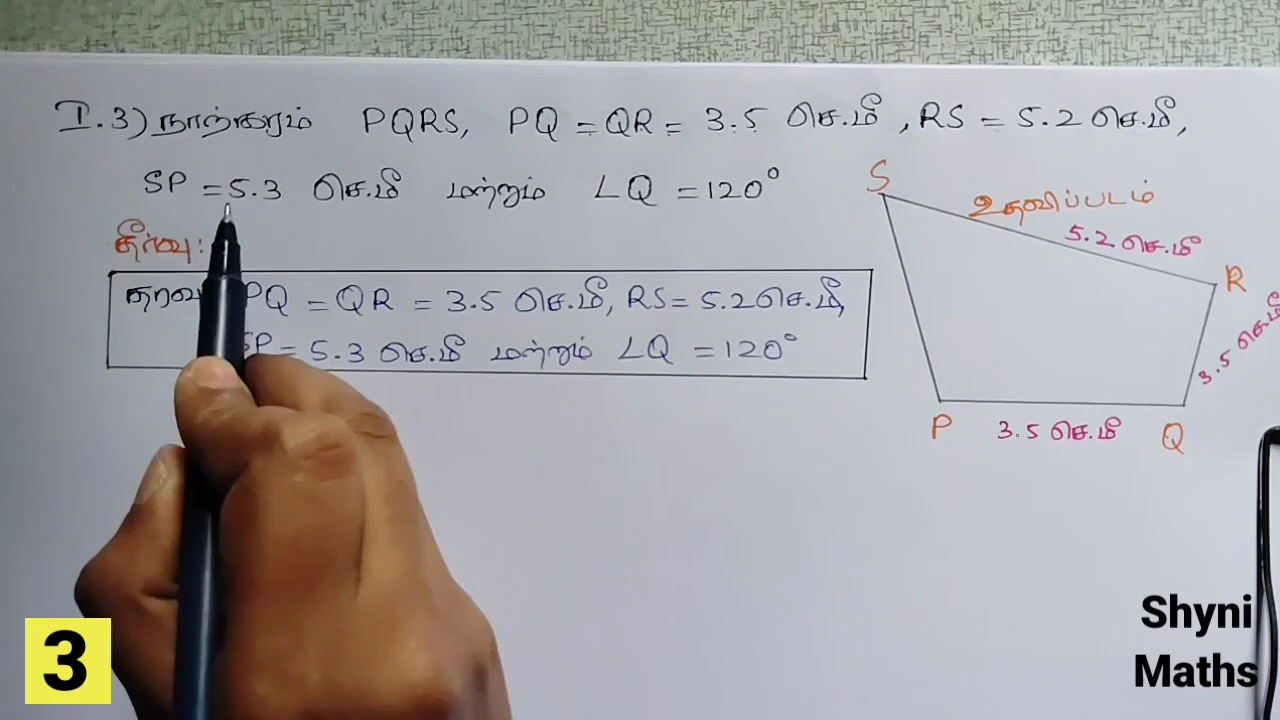 I. 3) நாற்கரம் PQRS, PQ = QR = 3.5 செ.மீ, RS = 5.2 செ.மீ,
SP = 5.3 செ.மீ மற்றும் ∠Q = 120°
தீர்வு:
PQ = QR = 3.5 செ.மீ, RS = 5.2 செ.மீ,
SP = 5.3 செ.மீ மற்றும் ∠Q = 120°
S
உதவிப்படம்
5.2 செ.மீ
R
3.5 செ.மீ
P 3.5 செ.மீ Q
3
Shyni
Maths